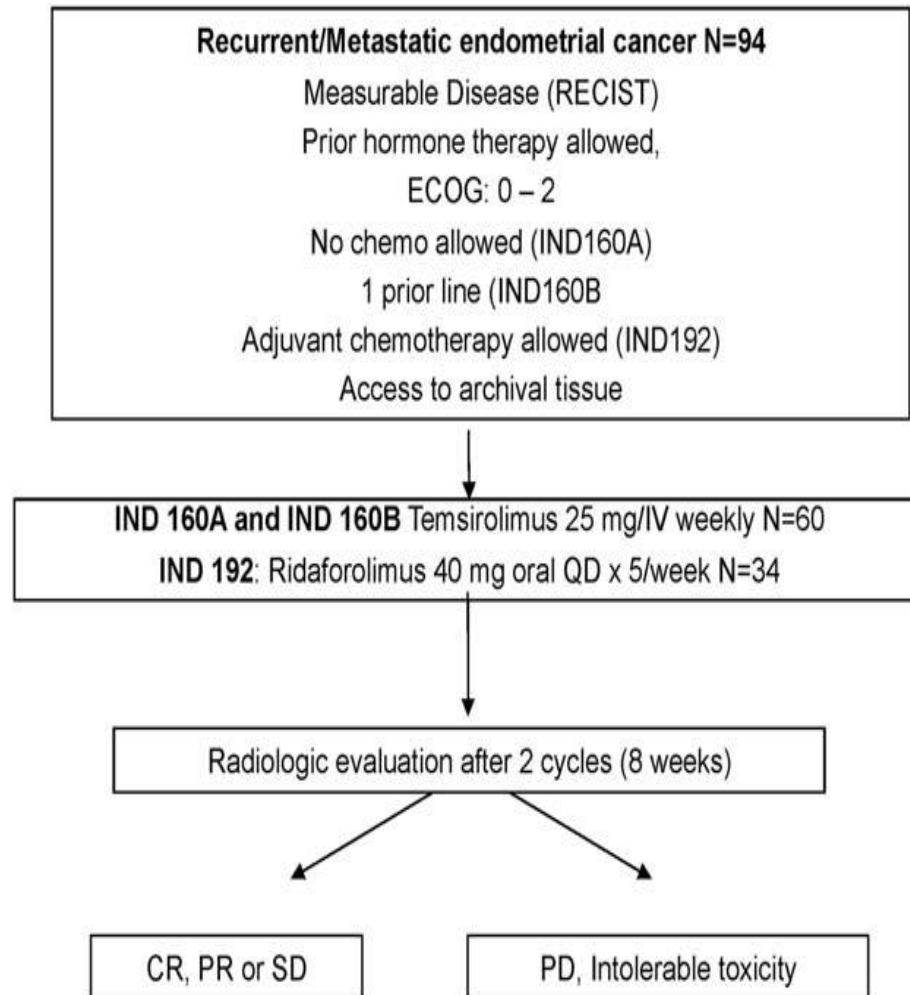 Recurrent/Metastatic endometrial cancer N=94
Measurable Disease (RECIST)
Prior hormone therapy allowed,
ECOG: 0 – 2
No chemo allowed (IND160A)
1 prior line (IND160B
Adjuvant chemotherapy allowed (IND192)
Access to archival tissue
IND 160A and IND 160B Temsirolimus 25 mg/IV weekly N=60
IND 192: Ridaforolimus 40 mg oral QD x 5/week N=34
Radiologic evaluation after 2 cycles (8 weeks)
CR, PR or SD
PD, Intolerable toxicity